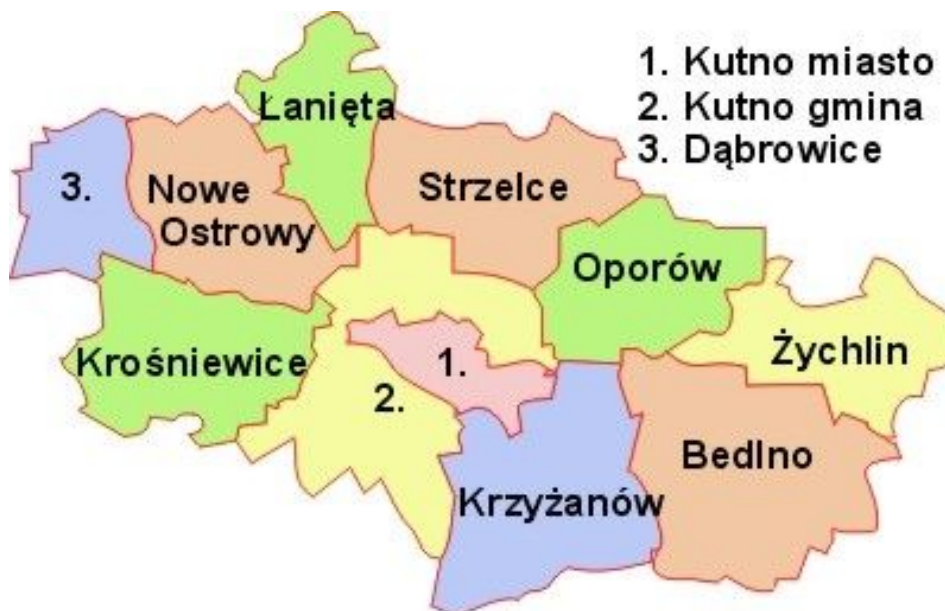 1. Kutno miasto
2. Kutno gmina
3. Dąbrowice
Łanięta
3.
Nowe
Ostrowy
Strzelce
Oporów
Krośniewice
1.
2.
Żychlin
Bedlno
Krzyżanów